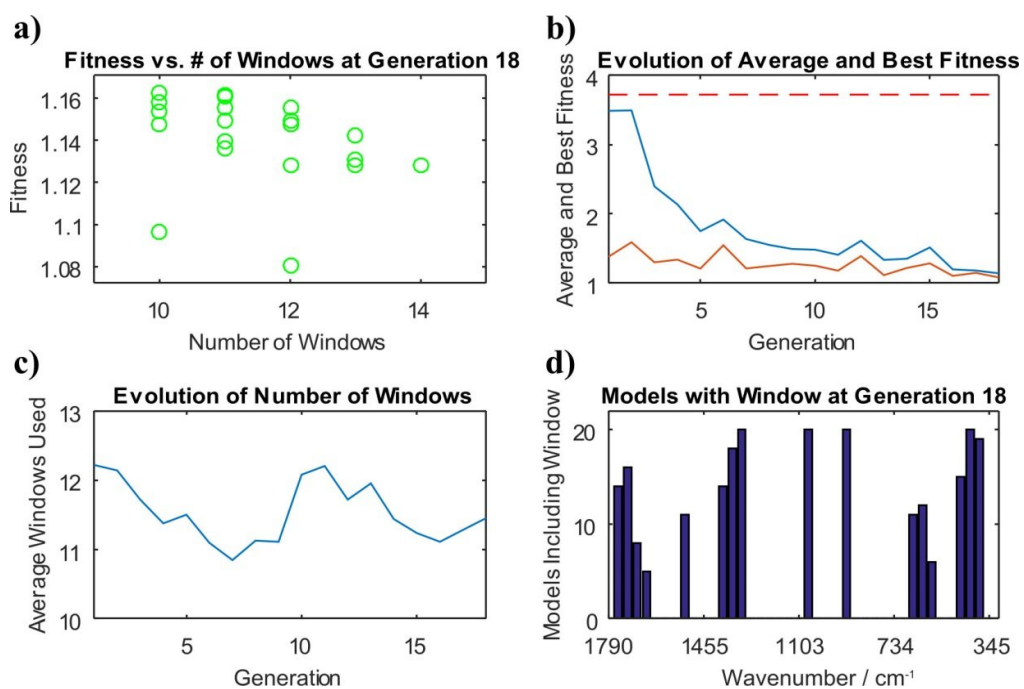 a)
Fitness vs. # of Windows at Generation 18
Fitness
1.16
1.14
1.12
1.1
1.08
10
12
14
Number of Windows
b)
Evolution of Average and Best Fitness
Average and Best Fitness
4
3
2
1
5
10
15
Generation
c)
Evolution of Number of Windows
Average Windows Used
13
12
11
10
5
10
15
Generation
d)
Models with Window at Generation 18
Models Including Window
20
10
0
1790
1455
1103
734
345
Wavenumber / cm⁻¹